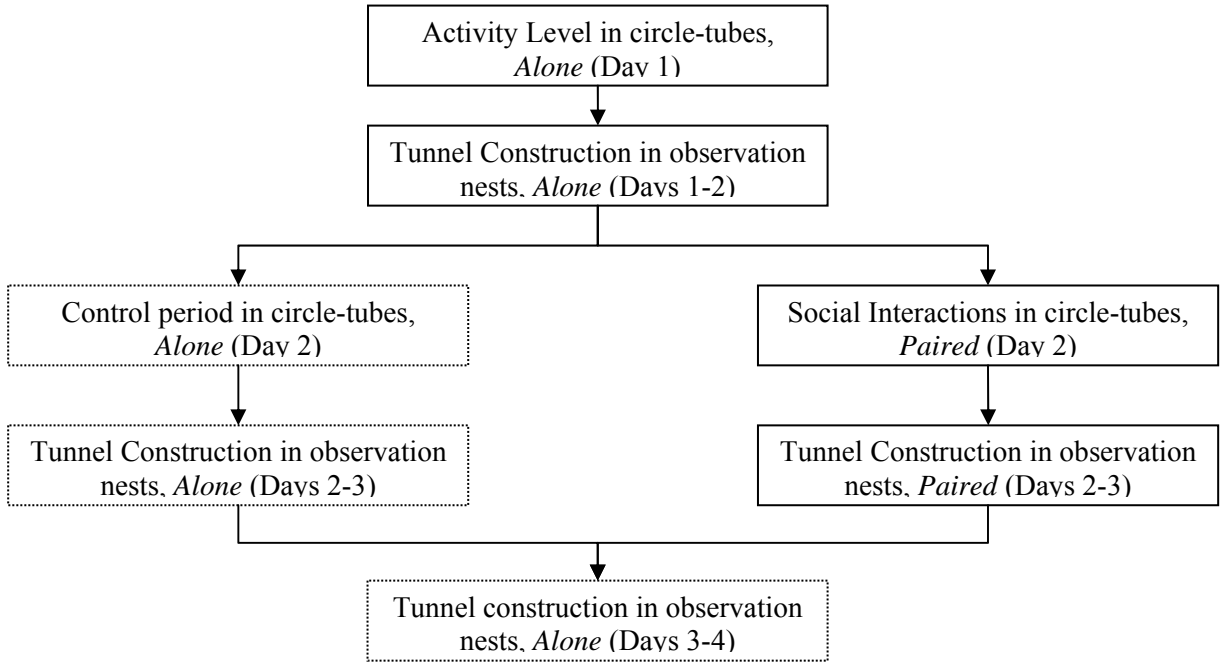 Activity Level in circle-tubes,
Alone (Day 1)
Tunnel Construction in observation
nests, Alone (Days 1-2)
Control period in circle-tubes,
Alone (Day 2)
Social Interactions in circle-tubes,
Paired (Day 2)
Tunnel Construction in observation
nests, Alone (Days 2-3)
Tunnel Construction in observation
nests, Paired (Days 2-3)
Tunnel construction in observation
nests, Alone (Days 3-4)